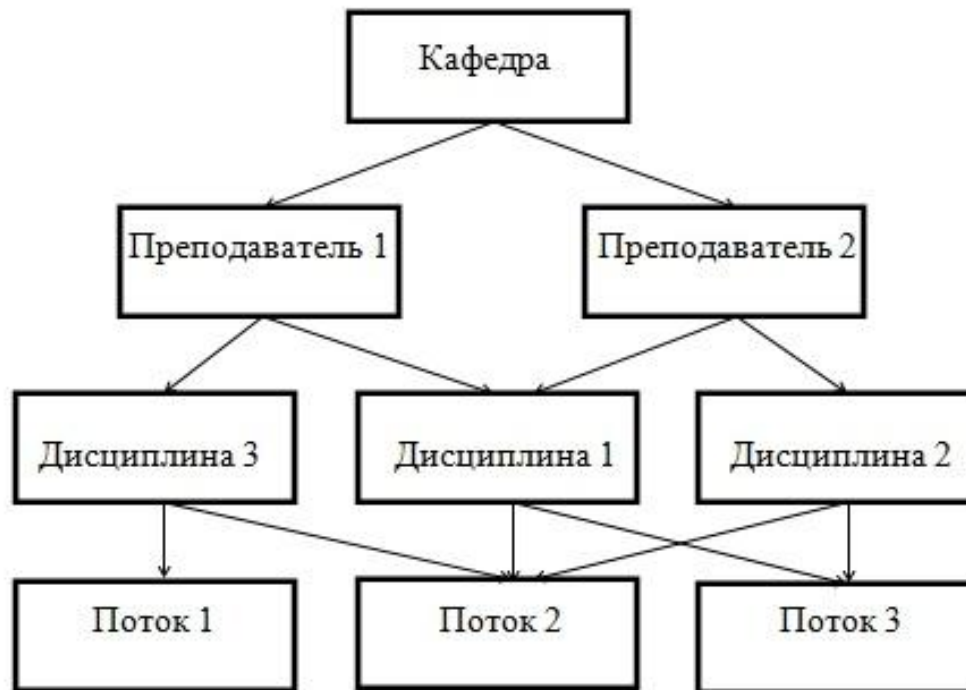 Кафедра
Преподаватель 1
Преподаватель 2
Дисциплина 3
Дисциплина 1
Дисциплина 2
Поток 1
Поток 2
Поток 3